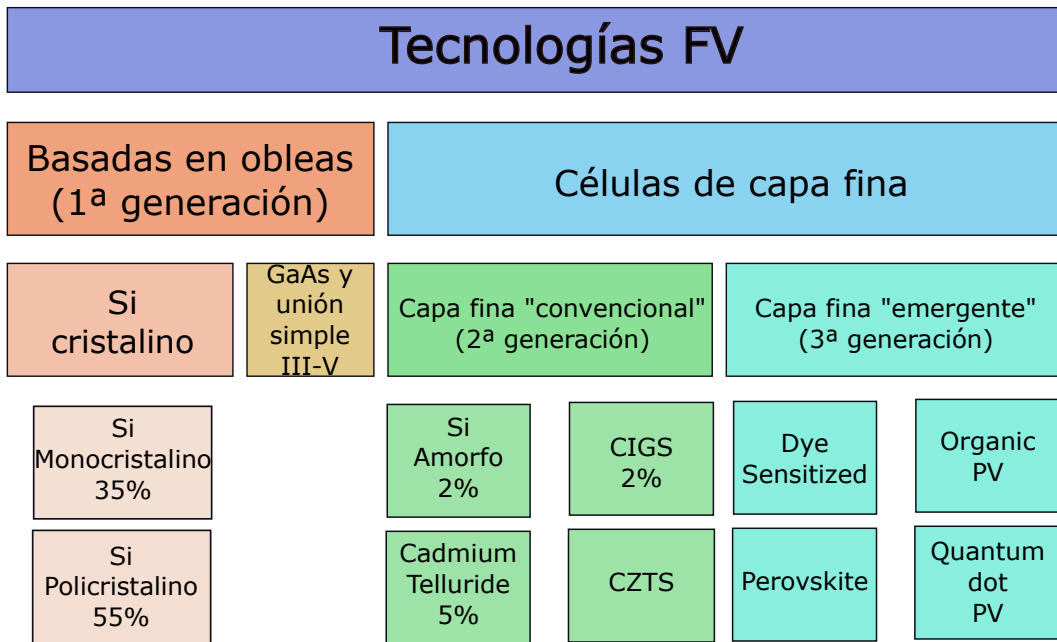 Tecnologías FV
Basadas en obleas
(1ª generación)
Células de capa fina
Si
cristalino
GaAs y
unión
simple
III-V
Capa fina "convencional"
(2ª generación)
Capa fina "emergente"
(3ª generación)
Si
Monocristalino
35%
Si
Amorfo
2%
CIGS
2%
Dye
Sensitized
Organic
PV
Si
Policristalino
55%
Cadmium
Telluride
5%
CZTS
Perovskite
Quantum
dot
PV